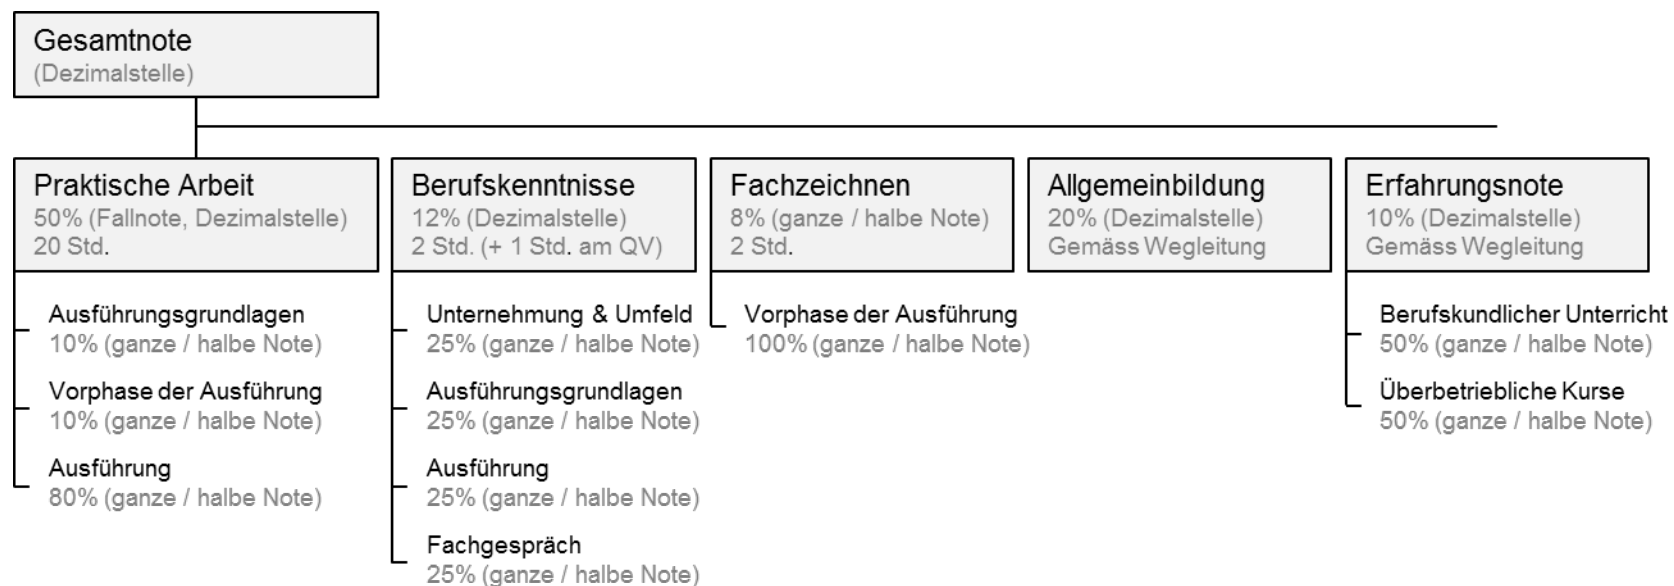 Gesamtnote
(Dezimalstelle)
Praktische Arbeit
50% (Fallnote, Dezimalstelle)
20 Std.
Ausführungsgrundlagen
10% (ganze / halbe Note)
Vorphase der Ausführung
10% (ganze / halbe Note)
Ausführung
80% (ganze / halbe Note)
Berufskenntnisse
12% (Dezimalstelle)
2 Std. (+ 1 Std. am QV)
Unternehmung & Umfeld
25% (ganze / halbe Note)
Ausführungsgrundlagen
25% (ganze / halbe Note)
Ausführung
25% (ganze / halbe Note)
Fachgespräch
25% (ganze / halbe Note)
Fachzeichnen
8% (ganze / halbe Note)
2 Std.
Vorphase der Ausführung
100% (ganze / halbe Note)
Allgemeinbildung
20% (Dezimalstelle)
Gemäss Wegleitung
Erfahrungsnote
10% (Dezimalstelle)
Gemäss Wegleitung
Berufskundlicher Unterricht
50% (ganze / halbe Note)
Überbetriebliche Kurse
50% (ganze / halbe Note)